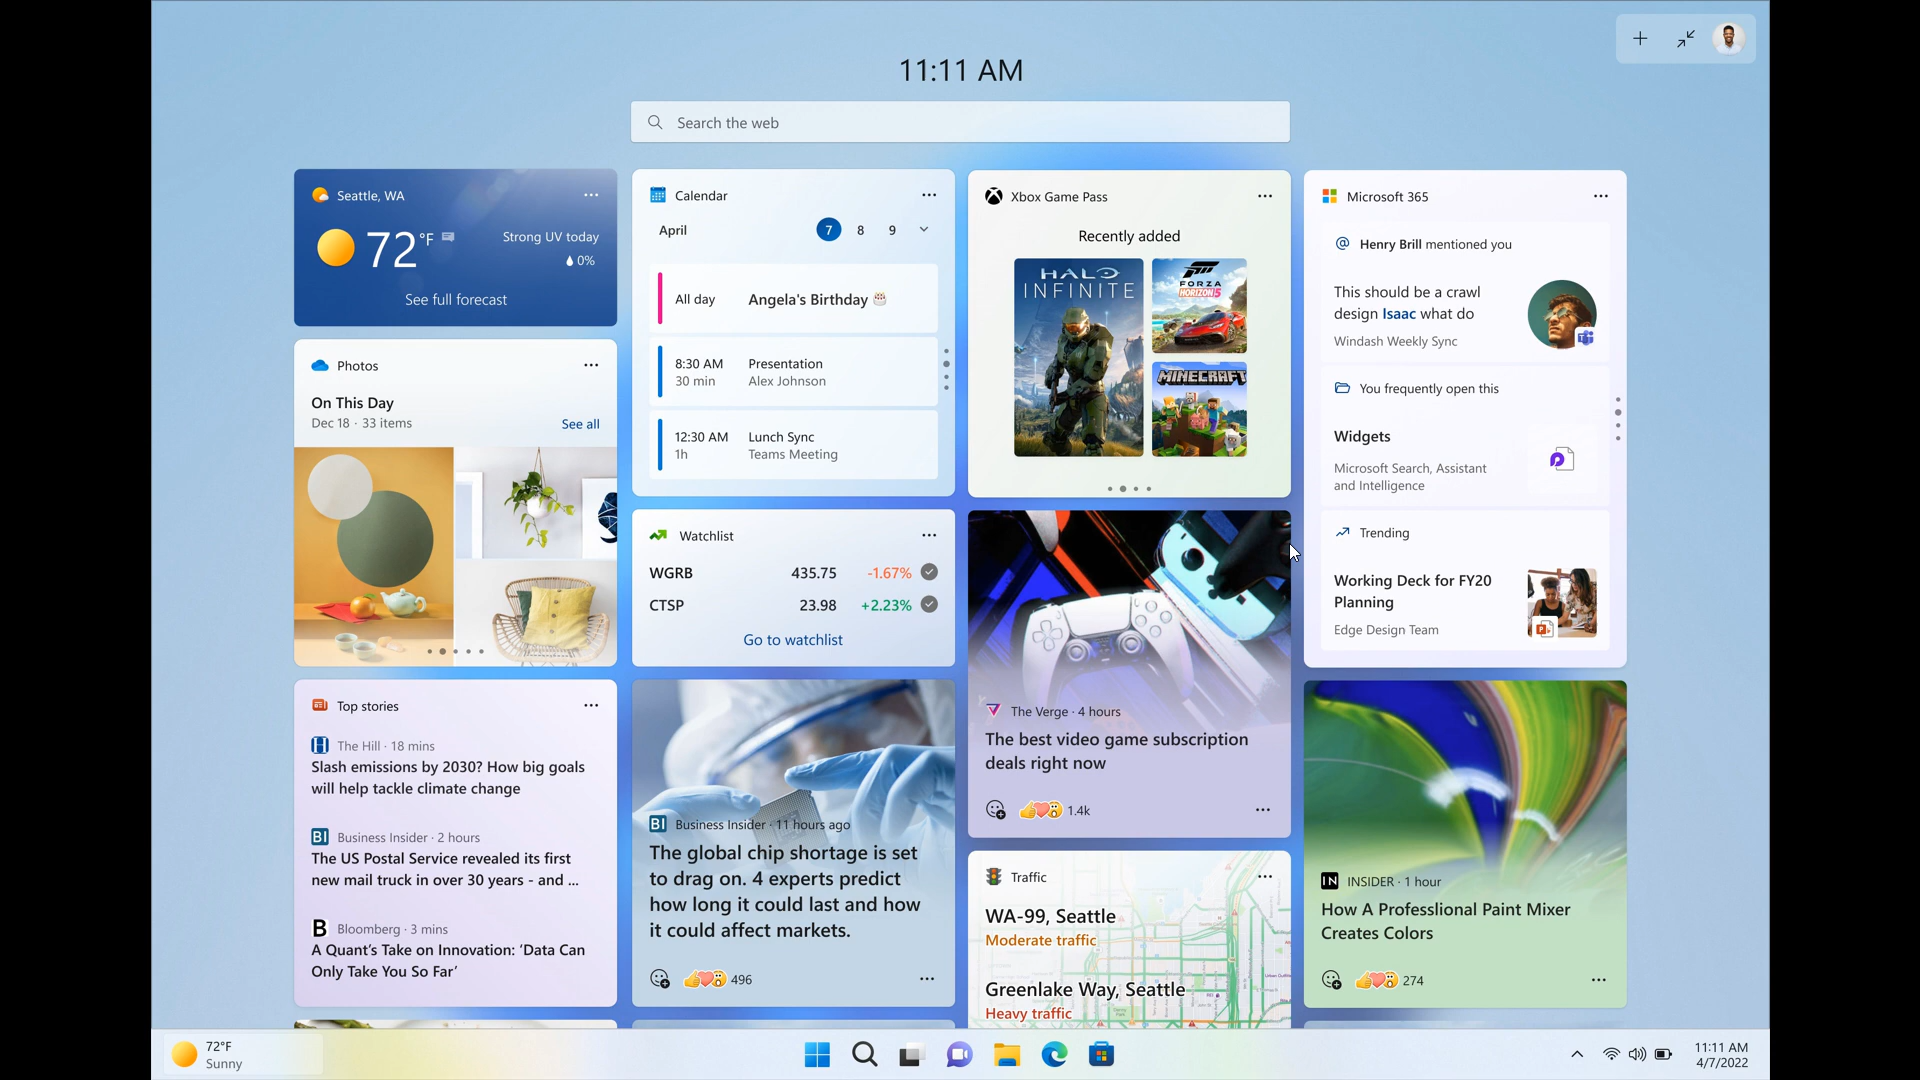 11:11 AM
Search the web
Seattle, WA
72°F
Strong UV today
0%
See full forecast
Photos
On This Day
Dec 18 · 33 items
See all
Top stories
The Hill · 18 mins
Slash emissions by 2030? How big goals
will help tackle climate change
BI Business Insider · 2 hours
The US Postal Service revealed its first
new mail truck in over 30 years - and ...
B Bloomberg · 3 mins
A Quant’s Take on Innovation: ‘Data Can
Only Take You So Far’
Calendar
April
7 8 9
All day Angela's Birthday
8:30 AM Presentation
30 min Alex Johnson
12:30 AM Lunch Sync
1h Teams Meeting
Watchlist
WGRB 435.75 -1.67%
CTSP 23.98 +2.23%
Go to watchlist
BI Business Insider · 11 hours ago
The global chip shortage is set
to drag on. 4 experts predict
how long it could last and how
it could affect markets.
496
Xbox Game Pass
Recently added
HALO
INFINITE
FORZA
HORIZON 5
MINECRAFT
The Verge · 4 hours
The best video game subscription
deals right now
1.4k
Traffic
WA-99, Seattle
Moderate traffic
Greenlake Way, Seattle
Heavy traffic
Microsoft 365
Henry Brill mentioned you
This should be a crawl
design Isaac what do
Windash Weekly Sync
You frequently open this
Widgets
Microsoft Search, Assistant
and Intelligence
Trending
Working Deck for FY20
Planning
Edge Design Team
IN INSIDER · 1 hour
How A Professlional Paint Mixer
Creates Colors
274
72°F
Sunny
11:11 AM
4/7/2022